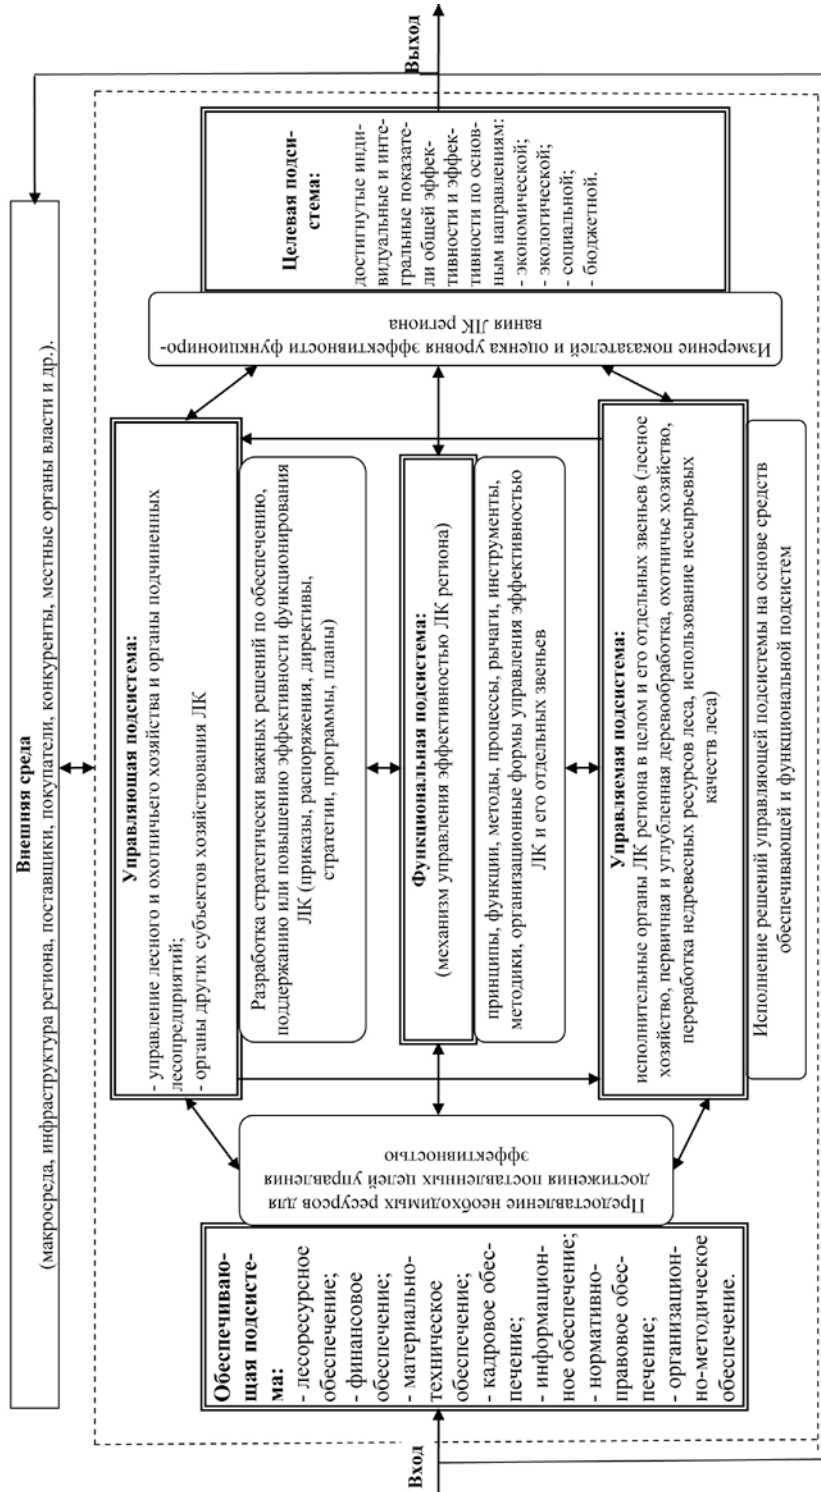 Внешняя среда
(макросреда, инфраструктура региона, поставщики, покупатели, конкуренты, местные органы власти и др.).
Вход
Обеспечиваю-
щая подсисте-
ма:
- лесоресурсное
обеспечение;
- финансовое
обеспечение;
- материально-
техническое
обеспечение;
- кадровое обес-
печение;
- информацион-
ное обеспечение;
- нормативно-
правовое обес-
печение;
- организацион-
но-методическое
обеспечение.
Предоставление необходимых ресурсов для
достижения поставленных целей управления
эффективностью
Управляющая подсистема:
- управление лесного и охотничьего хозяйства и органы подчиненных
лесопредприятий;
- органы других субъектов хозяйствования ЛК
Разработка стратегически важных решений по обеспечению,
поддержанию или повышению эффективности функционирования
ЛК (приказы, распоряжения, директивы,
стратегии, программы, планы)
Функциональная подсистема:
(механизм управления эффективностью ЛК региона)
принципы, функции, методы, процессы, рычаги, инструменты,
методики, организационные формы управления эффективностью
ЛК и его отдельных звеньев
Управляемая подсистема:
исполнительные органы ЛК региона в целом и его отдельных звеньев (лесное
хозяйство, первичная и углубленная деревообработка, охотничье хозяйство,
переработка недревесных ресурсов леса, использование несырьевых
качеств леса)
Исполнение решений управляющей подсистемы на основе средств
обеспечивающей и функциональной подсистем
Измерение показателей и оценка уровня эффективности функциониро-
вания ЛК региона
Целевая подси-
стема:
достигнутые инди-
видуальные и инте-
гральные показате-
ли общей эффек-
тивности и эффек-
тивности по основ-
ным направлениям:
- экономической;
- экологической;
- социальной;
- бюджетной.
Выход